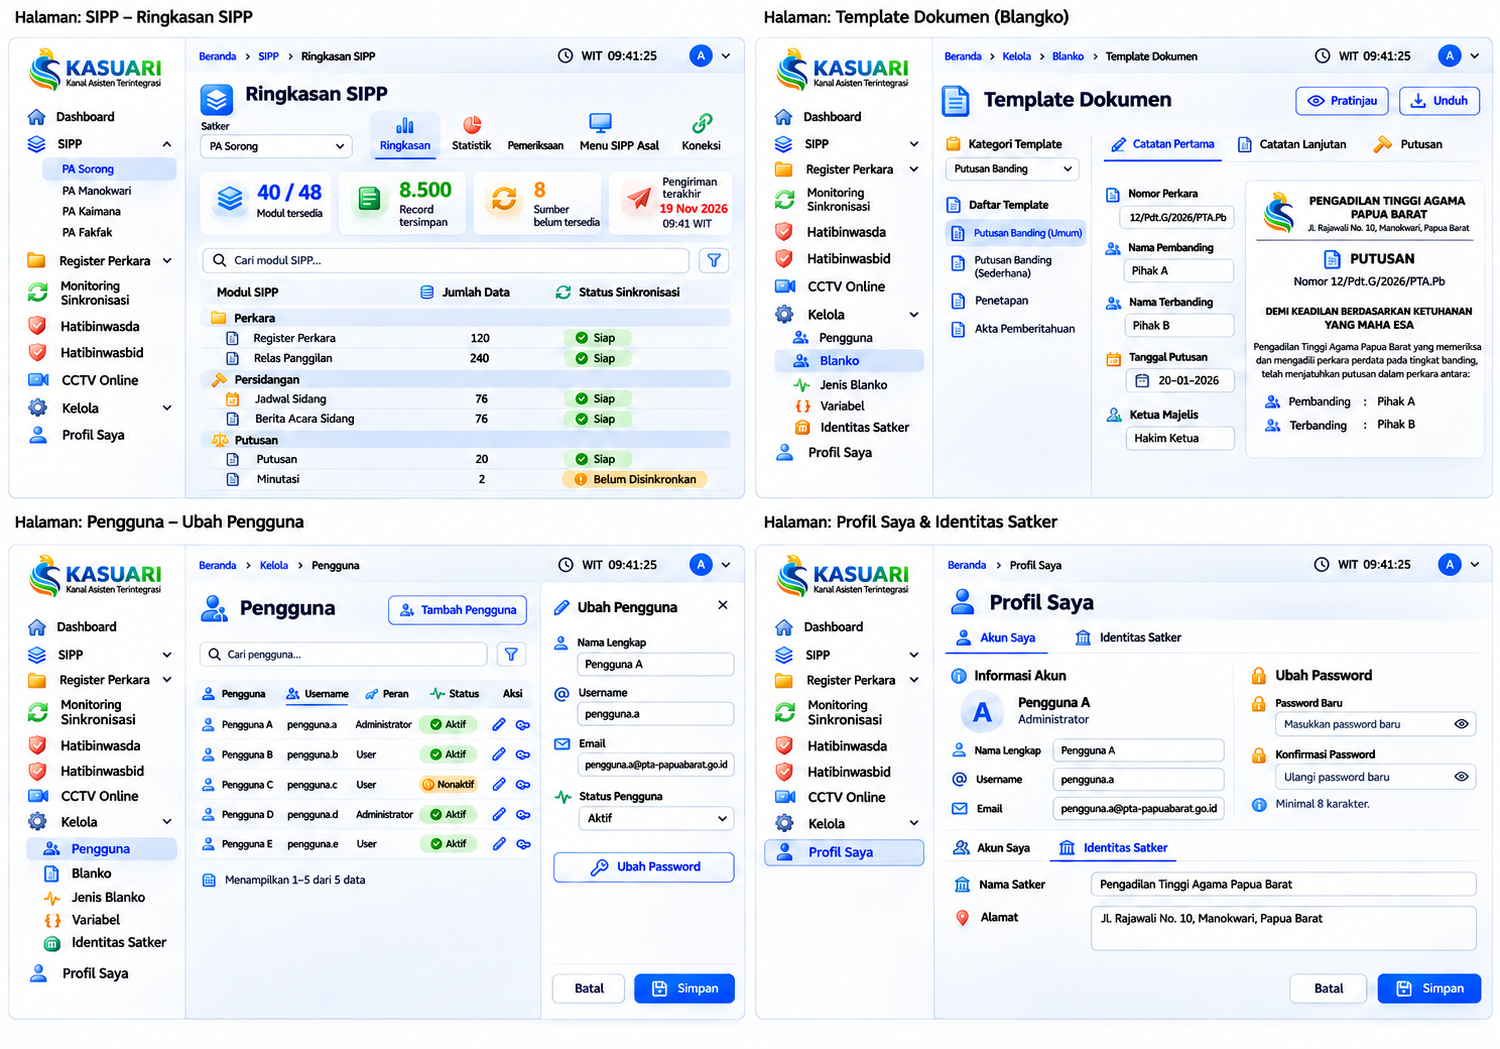 Halaman: SIPP – Ringkasan SIPP
KASUARI
Kanal Asisten Terintegrasi
Dashboard
SIPP
PA Sorong
PA Manokwari
PA Kaimana
PA Fakfak
Register Perkara
Monitoring
Sinkronisasi
Hatibinwasda
Hatibinwasbid
CCTV Online
Kelola
Profil Saya
Beranda > SIPP > Ringkasan SIPP
WIT 09:41:25
A
Ringkasan SIPP
Satker
PA Sorong
Ringkasan
Statistik
Pemeriksaan
Menu SIPP Asal
Koneksi
40 / 48
Modul tersedia
8.500
Record
tersimpan
8
Sumber
belum tersedia
Pengiriman
terakhir
19 Nov 2026
09:41 WIT
Cari modul SIPP...
Modul SIPP Jumlah Data Status Sinkronisasi
Perkara
Register Perkara 120 Siap
Relas Panggilan 240 Siap
Persidangan
Jadwal Sidang 76 Siap
Berita Acara Sidang 76 Siap
Putusan
Putusan 20 Siap
Minutasi 2 Belum Disinkronkan
Halaman: Template Dokumen (Blangko)
KASUARI
Kanal Asisten Terintegrasi
Dashboard
SIPP
Register Perkara
Monitoring
Sinkronisasi
Hatibinwasda
Hatibinwasbid
CCTV Online
Kelola
Pengguna
Blanko
Jenis Blanko
Variabel
Identitas Satker
Profil Saya
Beranda > Kelola > Blanko > Template Dokumen
WIT 09:41:25
A
Template Dokumen
Pratinjau
Unduh
Kategori Template
Putusan Banding
Daftar Template
Putusan Banding (Umum)
Putusan Banding
(Sederhana)
Penetapan
Akta Pemberitahuan
Catatan Pertama
Catatan Lanjutan
Putusan
Nomor Perkara
12/Pdt.G/2026/PTA.Pb
Nama Pembanding
Pihak A
Nama Terbanding
Pihak B
Tanggal Putusan
20-01-2026
Ketua Majelis
Hakim Ketua
PENGADILAN TINGGI AGAMA
PAPUA BARAT
Jl. Rajawali No. 10, Manokwari, Papua Barat
PUTUSAN
Nomor 12/Pdt.G/2026/PTA.Pb
DEMI KEADILAN BERDASARKAN KETUHANAN
YANG MAHA ESA
Pengadilan Tinggi Agama Papua Barat yang memeriksa
dan mengadili perkara perdata pada tingkat banding,
telah menjatuhkan putusan dalam perkara antara:
Pembanding : Pihak A
Terbanding : Pihak B
Halaman: Pengguna – Ubah Pengguna
KASUARI
Kanal Asisten Terintegrasi
Dashboard
SIPP
Register Perkara
Monitoring
Sinkronisasi
Hatibinwasda
Hatibinwasbid
CCTV Online
Kelola
Pengguna
Blanko
Jenis Blanko
Variabel
Identitas Satker
Profil Saya
Beranda > Kelola > Pengguna
WIT 09:41:25
A
Pengguna
Tambah Pengguna
Cari pengguna...
Pengguna Username Peran Status Aksi
Pengguna A pengguna.a Administrator Aktif
Pengguna B pengguna.b User Aktif
Pengguna C pengguna.c User Nonaktif
Pengguna D pengguna.d Administrator Aktif
Pengguna E pengguna.e User Aktif
Menampilkan 1–5 dari 5 data
Ubah Pengguna
Nama Lengkap
Pengguna A
Username
pengguna.a
Email
pengguna.a@pta-papuabarat.go.id
Status Pengguna
Aktif
Ubah Password
Batal
Simpan
Halaman: Profil Saya & Identitas Satker
KASUARI
Kanal Asisten Terintegrasi
Dashboard
SIPP
Register Perkara
Monitoring
Sinkronisasi
Hatibinwasda
Hatibinwasbid
CCTV Online
Kelola
Profil Saya
Beranda > Profil Saya
WIT 09:41:25
A
Profil Saya
Akun Saya
Identitas Satker
Informasi Akun
A
Pengguna A
Administrator
Nama Lengkap Pengguna A
Username pengguna.a
Email pengguna.a@pta-papuabarat.go.id
Ubah Password
Password Baru
Masukkan password baru
Konfirmasi Password
Ulangi password baru
Minimal 8 karakter.
Akun Saya
Identitas Satker
Nama Satker Pengadilan Tinggi Agama Papua Barat
Alamat Jl. Rajawali No. 10, Manokwari, Papua Barat
Batal
Simpan